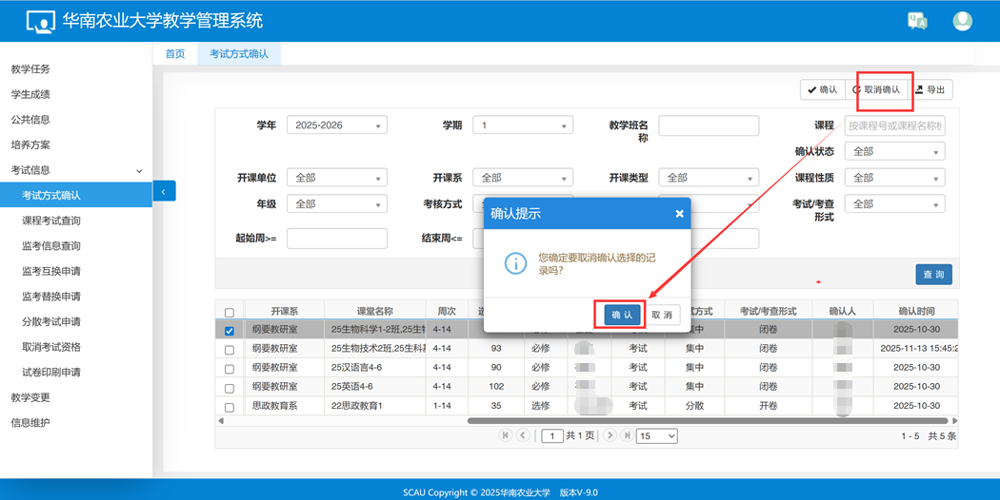 华南农业大学教学管理系统
首页 考试方式确认
教学任务
学生成绩
公共信息
培养方案
考试信息
考试方式确认
课程考试查询
监考信息查询
监考互换申请
监考替换申请
分散考试申请
取消考试资格
试卷印刷申请
教学变更
信息维护
确认 取消确认 导出
学年 2025-2026 学期 1 教学班名称 课程 按课程号或课程名称
确认状态 全部
开课单位 全部 开课系 全部 开课类型 全部 课程性质 全部
年级 全部 考核方式 考试/考查形式 全部
起始周>= 结束周<=
查 询
确认提示
您确定要取消确认选择的记
录吗?
确 认 取 消
开课系 课堂名称 周次 考试/考查形式 确认人 确认时间
纲要教研室 25生物科学1-2班,25生物 4-14 集中 闭卷 2025-10-30
纲要教研室 25生物技术2班,25生科 4-14 93 必修 考试 集中 闭卷 2025-11-13 15:45:2
纲要教研室 25汉语言4-6 4-14 90 必修 考试 集中 闭卷 2025-10-30
纲要教研室 25英语4-6 4-14 102 必修 考试 集中 闭卷 2025-10-30
思政教育系 22思政教育1 1-14 35 选修 考试 分散 开卷 2025-10-30
1 共 1 页 15 1 - 5 共 5 条
SCAU Copyright © 2025华南农业大学 版本V-9.0